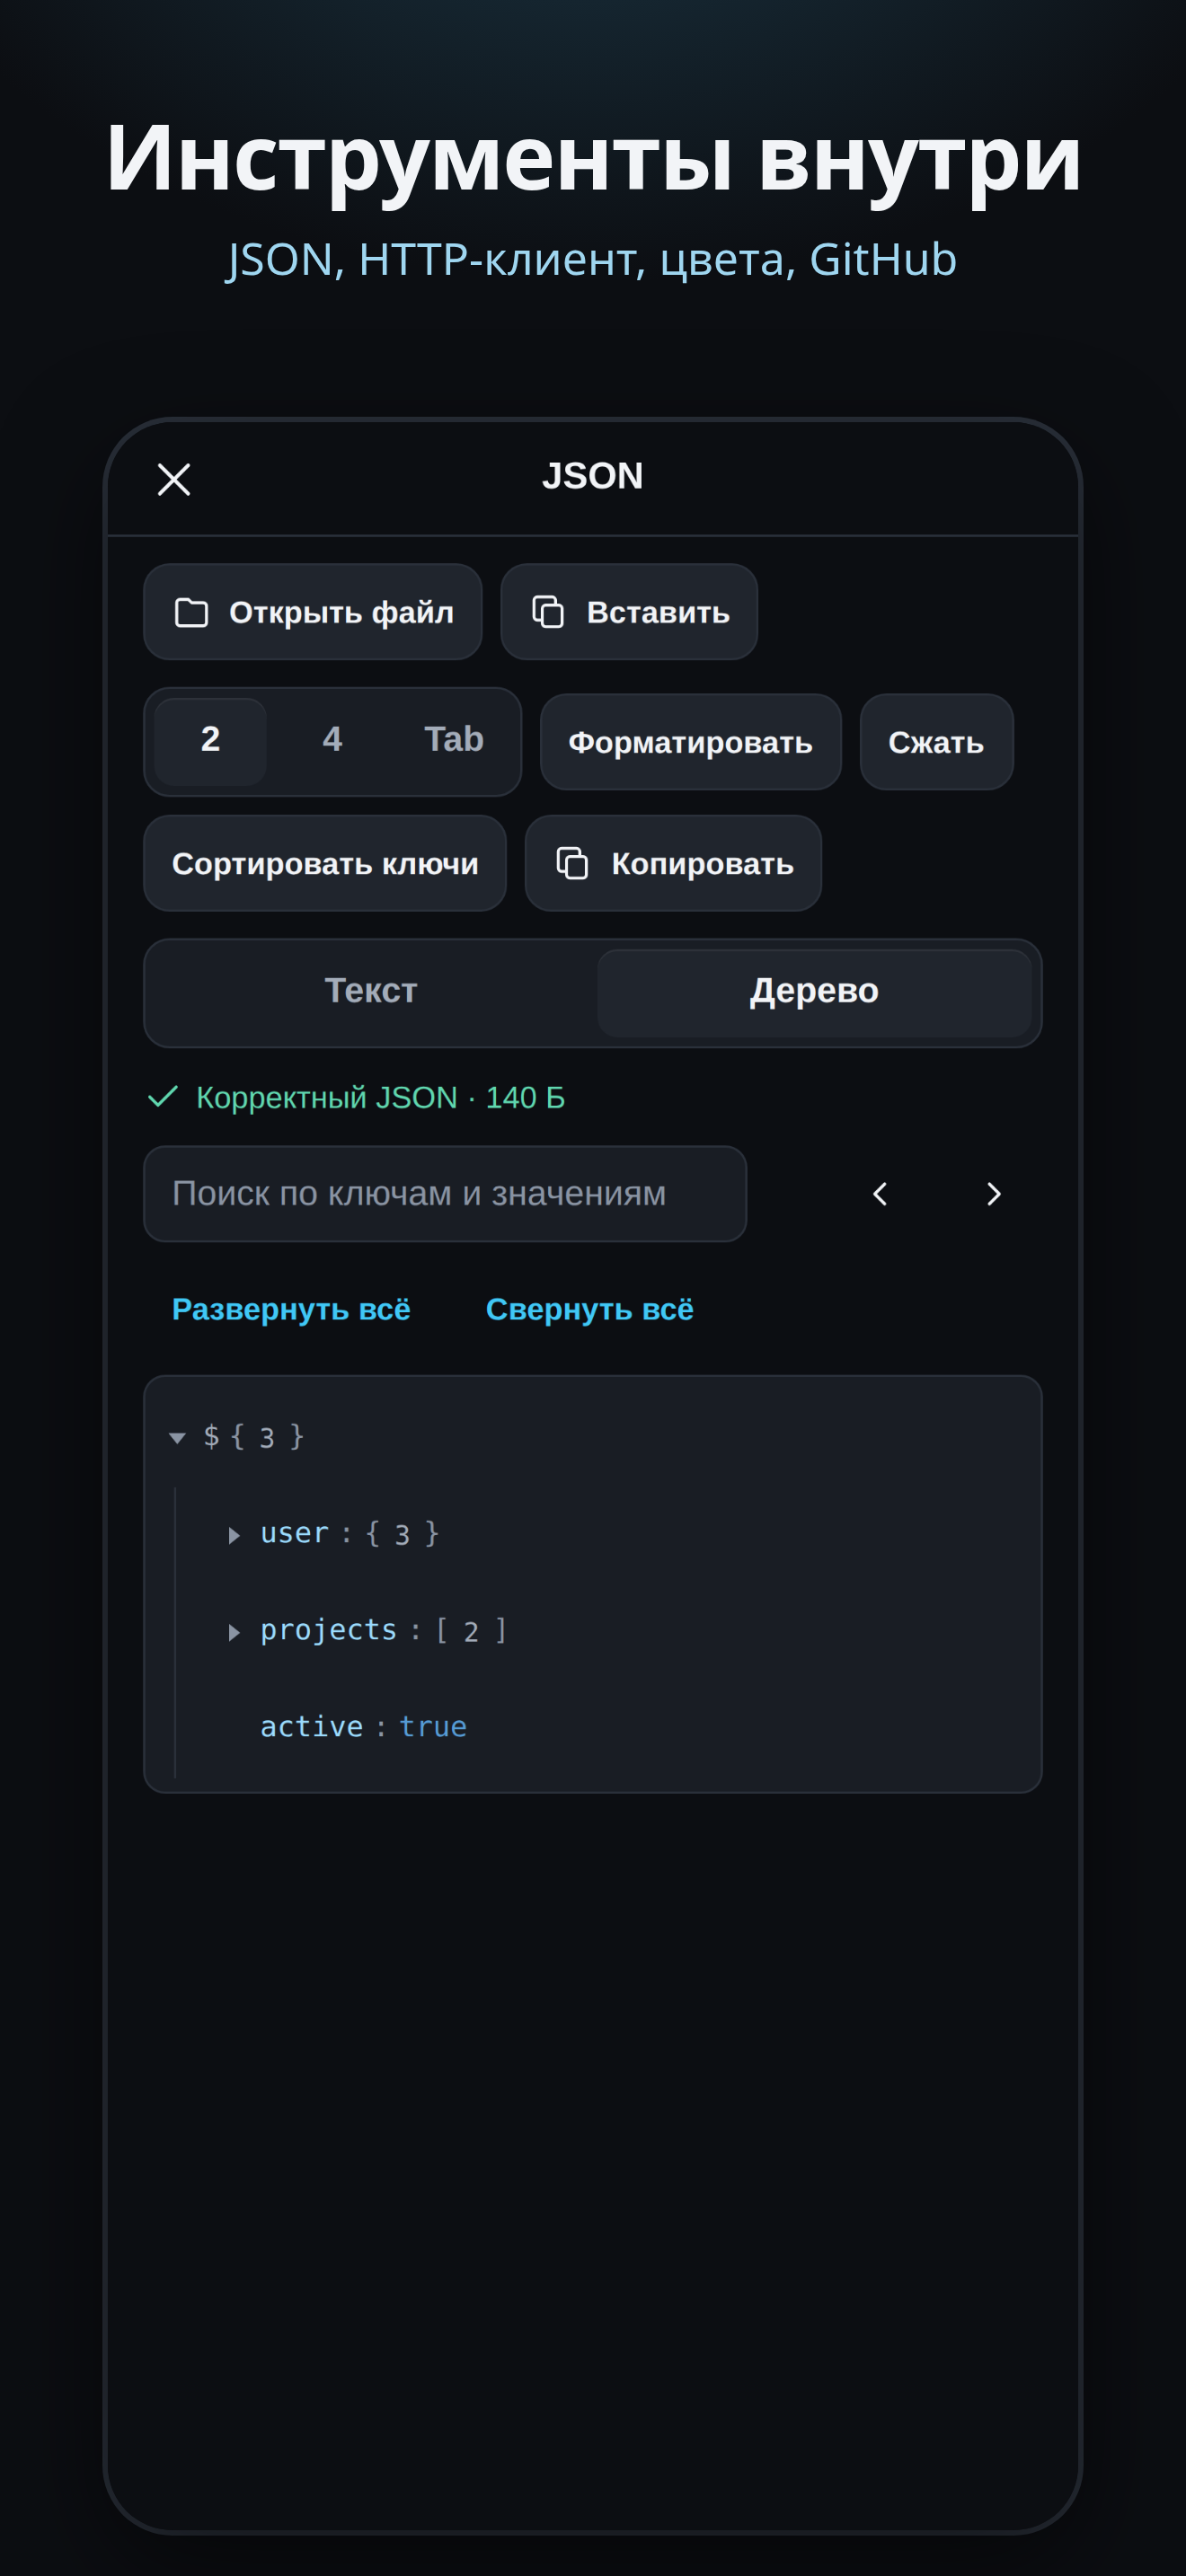 Инструменты внутри
JSON, HTTP-клиент, цвета, GitHub
JSON
Открыть файл Вставить
2 4 Tab Форматировать Сжать
Сортировать ключи Копировать
Текст Дерево
Корректный JSON · 140 Б
Поиск по ключам и значениям
Развернуть всё Свернуть всё
$ { 3 }
user : { 3 }
projects : [ 2 ]
active : true